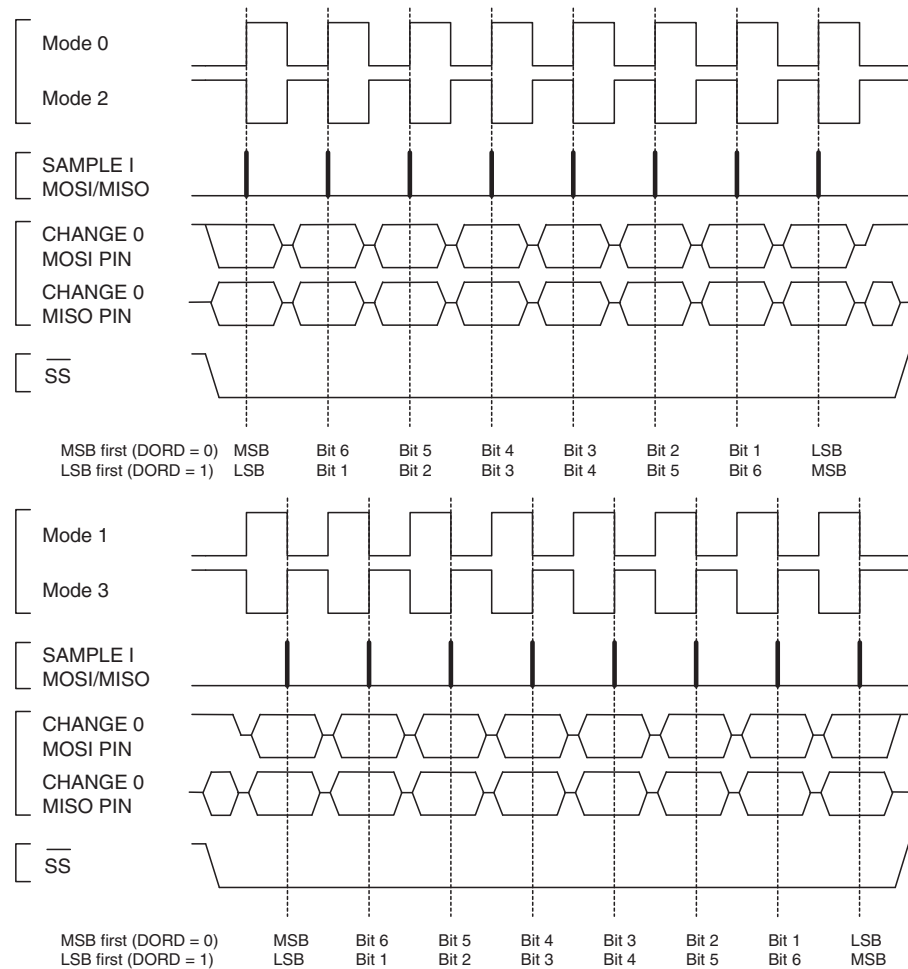 Mode 0
Mode 2
SAMPLE I
MOSI/MISO
CHANGE 0
MOSI PIN
CHANGE 0
MISO PIN
SS
MSB first (DORD = 0) MSB Bit 6 Bit 5 Bit 4 Bit 3 Bit 2 Bit 1 LSB
LSB first (DORD = 1) LSB Bit 1 Bit 2 Bit 3 Bit 4 Bit 5 Bit 6 MSB
Mode 1
Mode 3
SAMPLE I
MOSI/MISO
CHANGE 0
MOSI PIN
CHANGE 0
MISO PIN
SS
MSB first (DORD = 0) MSB Bit 6 Bit 5 Bit 4 Bit 3 Bit 2 Bit 1 LSB
LSB first (DORD = 1) LSB Bit 1 Bit 2 Bit 3 Bit 4 Bit 5 Bit 6 MSB